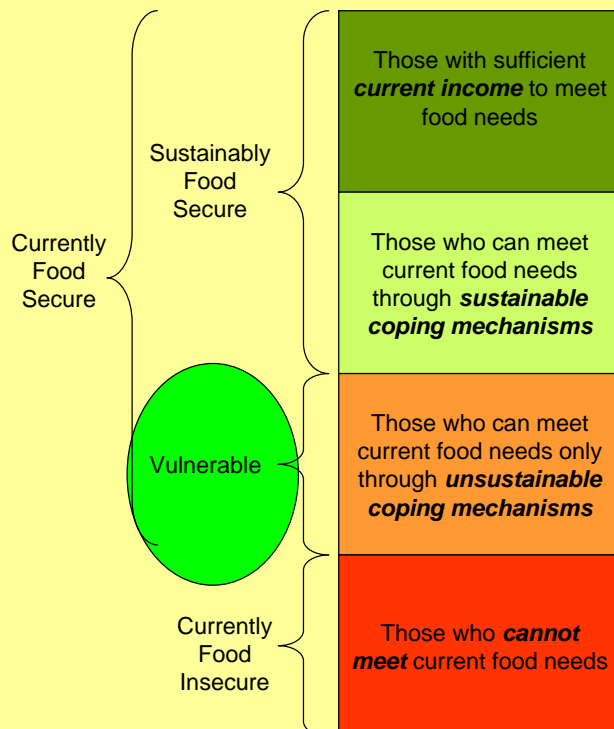 Currently
Food
Secure
Sustainably
Food
Secure
Those with sufficient
current income to meet
food needs
Those who can meet
current food needs
through sustainable
coping mechanisms
Vulnerable
Those who can meet
current food needs only
through unsustainable
coping mechanisms
Currently
Food
Insecure
Those who cannot
meet current food needs